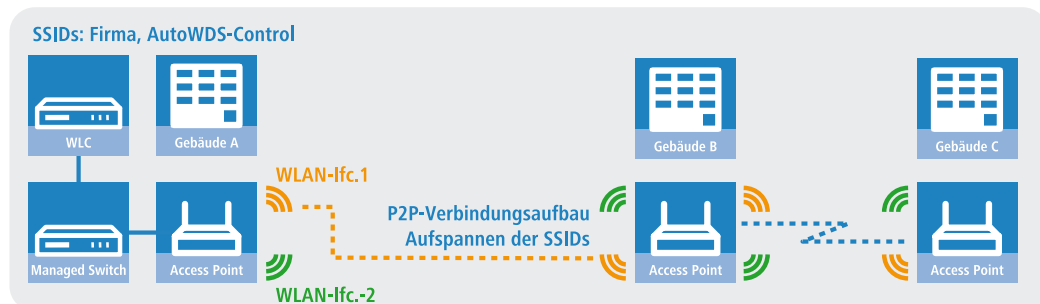 SSIDs: Firma, AutoWDS-Control
WLC
Gebäude A
Gebäude B
Gebäude C
WLAN-Ifc.1
P2P-Verbindungsaufbau
Aufspannen der SSIDs
Managed Switch
Access Point
Access Point
Access Point
WLAN-Ifc.-2